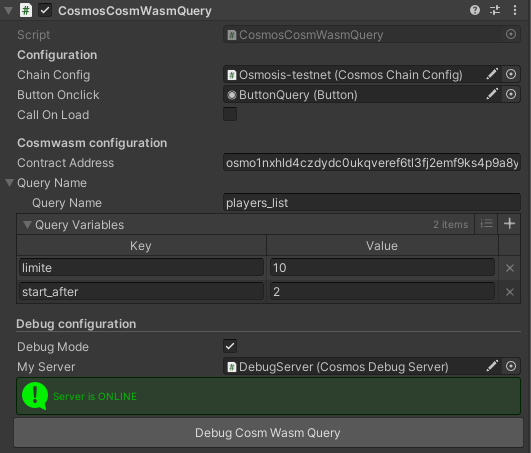 CosmosCosmWasmQuery
Script CosmosCosmWasmQuery
Configuration
Chain Config Osmosis-testnet (Cosmos Chain Config)
Button Onclick ButtonQuery (Button)
Call On Load
Cosmwasm configuration
Contract Address osmo1nxhld4czdydc0ukqveref6tl3fj2emf9ks4p9a8y
Query Name
Query Name players_list
Query Variables 2 items
Key Value
limite 10
start_after 2
Debug configuration
Debug Mode
My Server DebugServer (Cosmos Debug Server)
Server is ONLINE
Debug Cosm Wasm Query